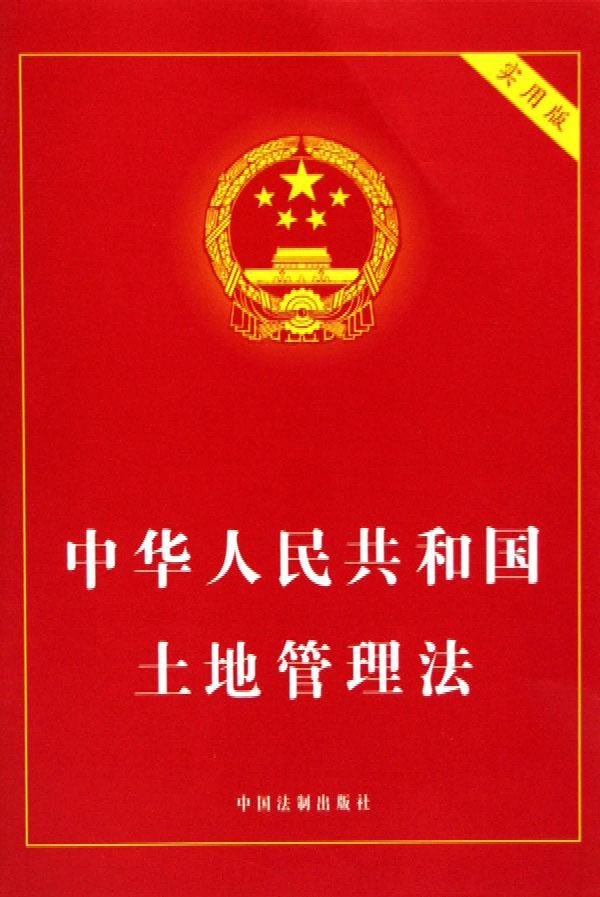 实用版
中华人民共和国
土地管理法
中国法制出版社